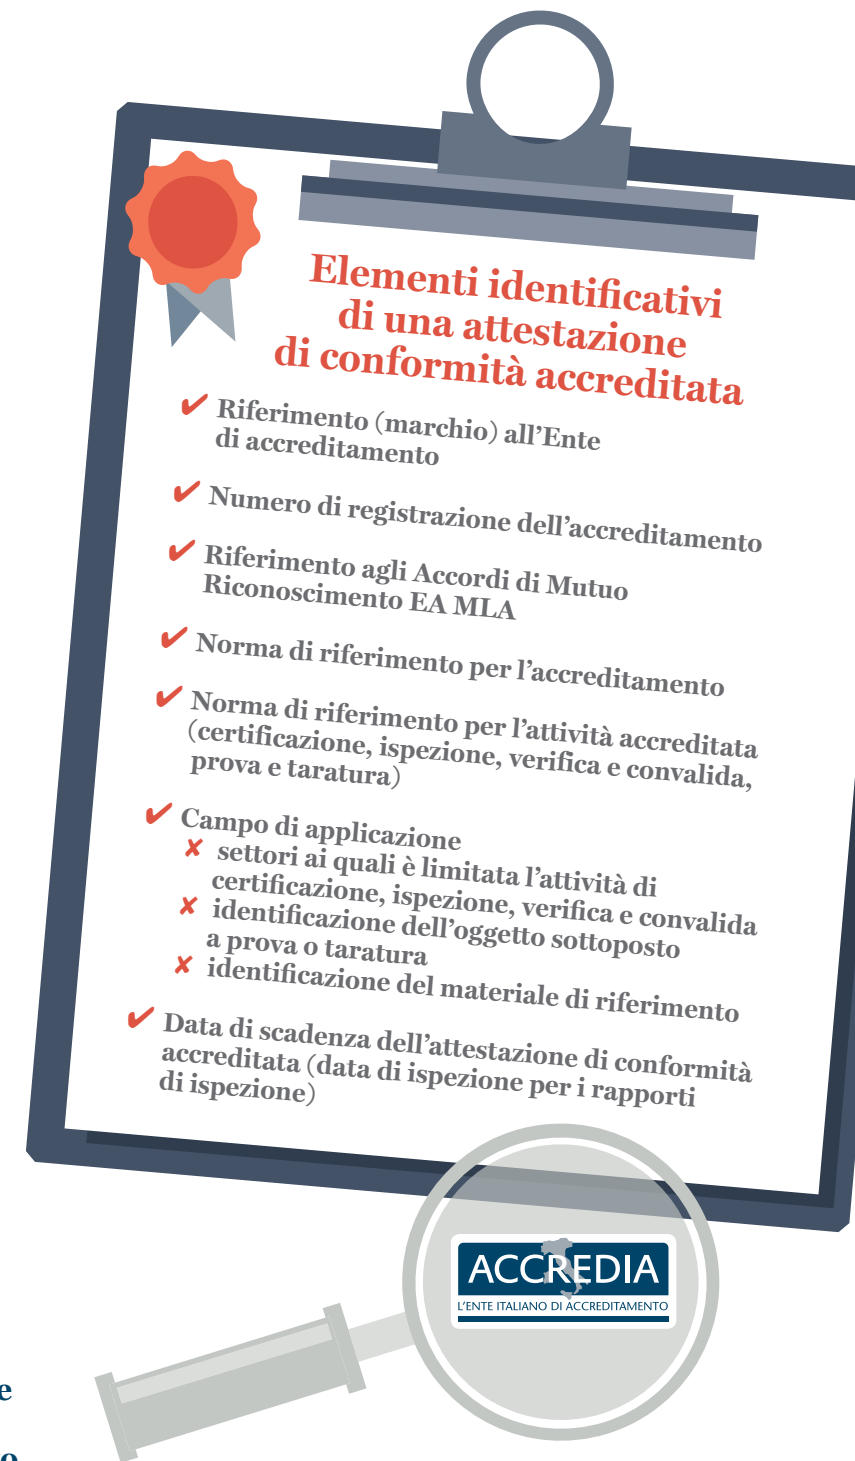 Elementi identificativi
di una attestazione
di conformità accreditata
✔ Riferimento (marchio) all’Ente
di accreditamento
✔ Numero di registrazione dell’accreditamento
✔ Riferimento agli Accordi di Mutuo
Riconoscimento EA MLA
✔ Norma di riferimento per l’accreditamento
✔ Norma di riferimento per l’attività accreditata
(certificazione, ispezione, verifica e convalida,
prova e taratura)
✔ Campo di applicazione
✘ settori ai quali è limitata l’attività di
certificazione, ispezione, verifica e convalida
✘ identificazione dell’oggetto sottoposto
a prova o taratura
✘ identificazione del materiale di riferimento
✔ Data di scadenza dell’attestazione di conformità
accreditata (data di ispezione per i rapporti
di ispezione)
ACCREDIA
L’ENTE ITALIANO DI ACCREDITAMENTO
e